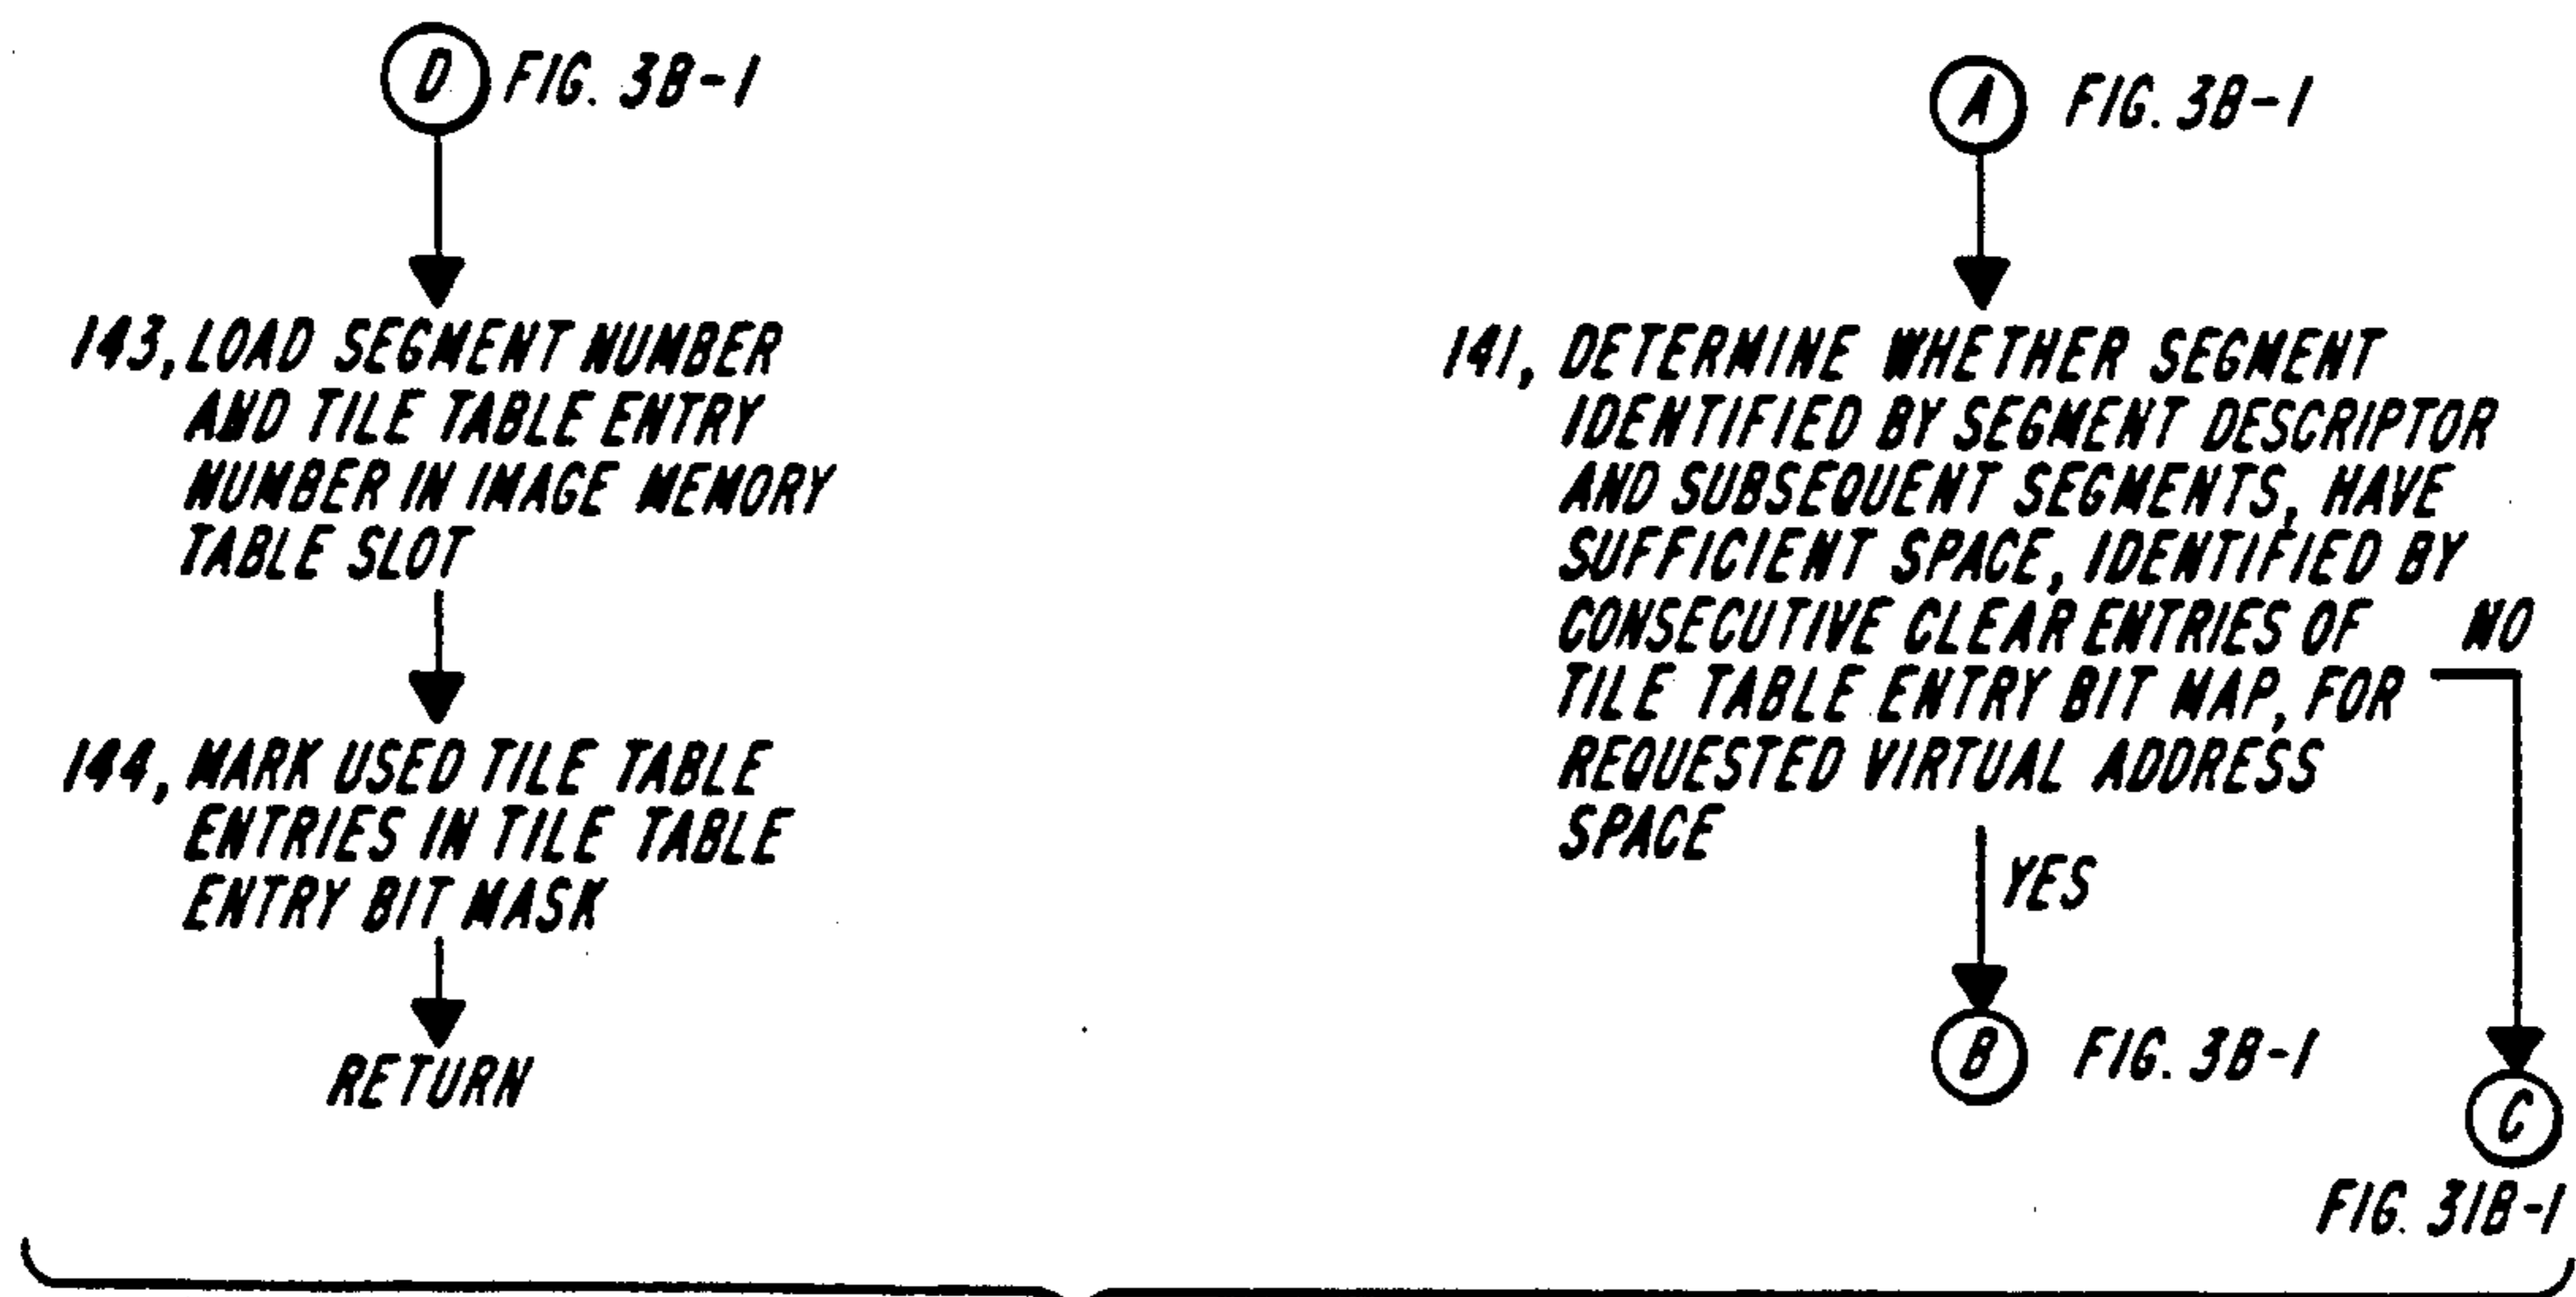 D FIG. 3B-1
143, LOAD SEGMENT NUMBER
AND TILE TABLE ENTRY
NUMBER IN IMAGE MEMORY
TABLE SLOT
144, MARK USED TILE TABLE
ENTRIES IN TILE TABLE
ENTRY BIT MASK
RETURN
A FIG. 3B-1
141, DETERMINE WHETHER SEGMENT
IDENTIFIED BY SEGMENT DESCRIPTOR
AND SUBSEQUENT SEGMENTS, HAVE
SUFFICIENT SPACE, IDENTIFIED BY
CONSECUTIVE CLEAR ENTRIES OF
TILE TABLE ENTRY BIT MAP, FOR
REQUESTED VIRTUAL ADDRESS
SPACE
NO
YES
B FIG. 3B-1
C
FIG. 31B-1